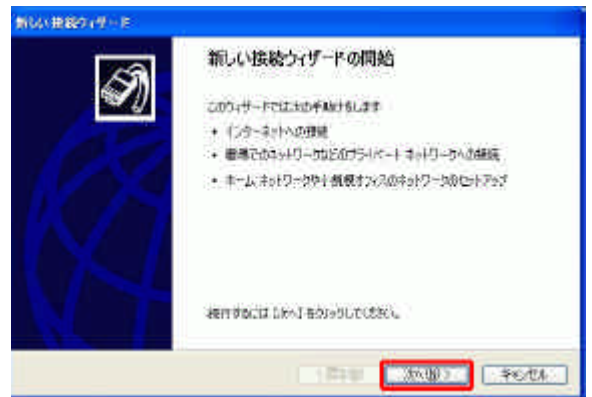 新しい接続ウィザード
新しい接続ウィザードの開始
このウィザードでは次の手助けをします
• インターネットへの接続
• 職場でのネットワークなどのプライベート ネットワークへの接続
• ホーム ネットワークや小規模オフィスのネットワークのセットアップ
続行するには [次へ] をクリックしてください。
次へ(N) >
キャンセル